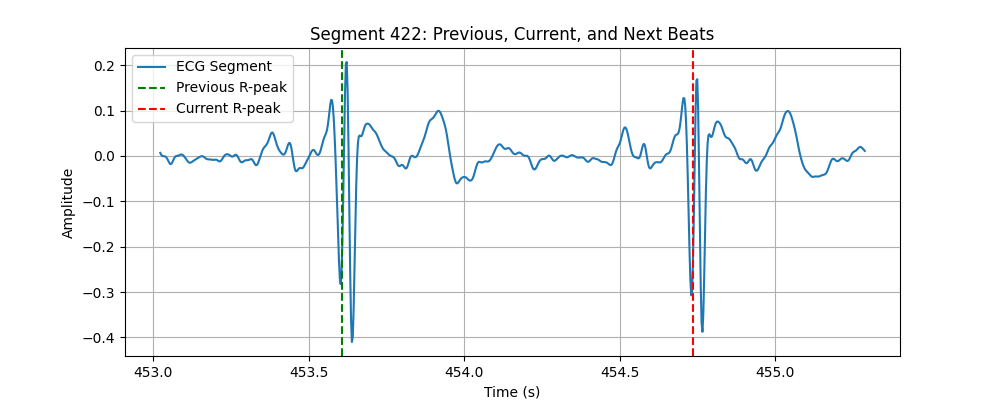 Segment 422: Previous, Current, and Next Beats
ECG Segment
Previous R-peak
Current R-peak
Amplitude
0.2
0.1
0.0
−0.1
−0.2
−0.3
−0.4
453.0 453.5 454.0 454.5 455.0
Time (s)